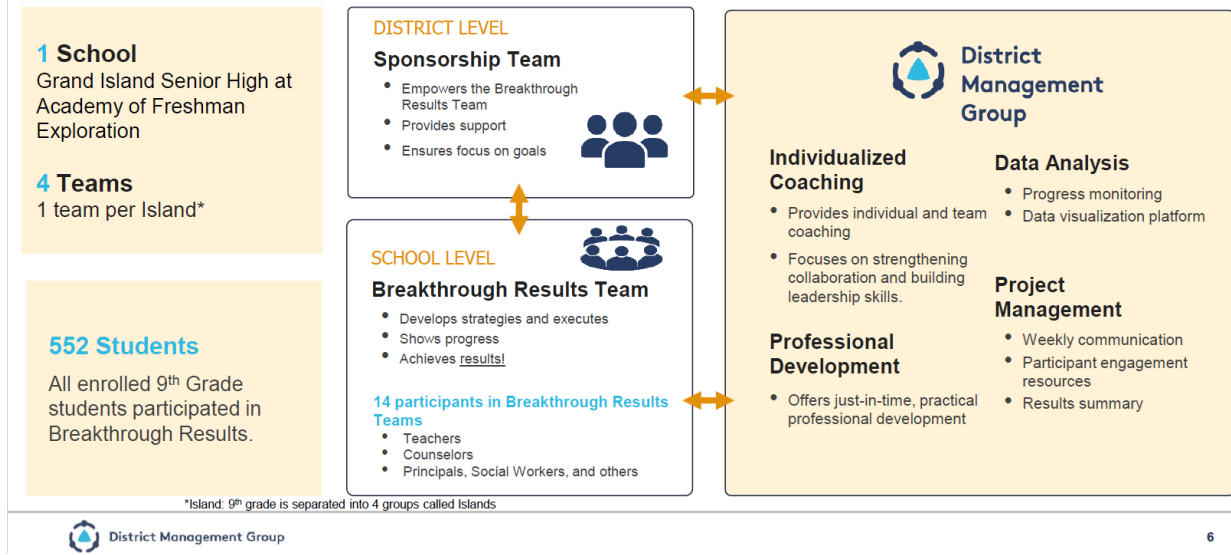 1 School
Grand Island Senior High at
Academy of Freshman
Exploration
4 Teams
1 team per Island*
552 Students
All enrolled 9th Grade
students participated in
Breakthrough Results.
DISTRICT LEVEL
Sponsorship Team
• Empowers the Breakthrough
Results Team
• Provides support
• Ensures focus on goals
SCHOOL LEVEL
Breakthrough Results Team
• Develops strategies and executes
• Shows progress
• Achieves results!
14 participants in Breakthrough Results
Teams
• Teachers
• Counselors
• Principals, Social Workers, and others
District
Management
Group
Individualized
Coaching
• Provides individual and team
coaching
• Focuses on strengthening
collaboration and building
leadership skills.
Professional
Development
• Offers just-in-time, practical
professional development
Data Analysis
• Progress monitoring
• Data visualization platform
Project
Management
• Weekly communication
• Participant engagement
resources
• Results summary
*Island: 9th grade is separated into 4 groups called Islands
District Management Group
6